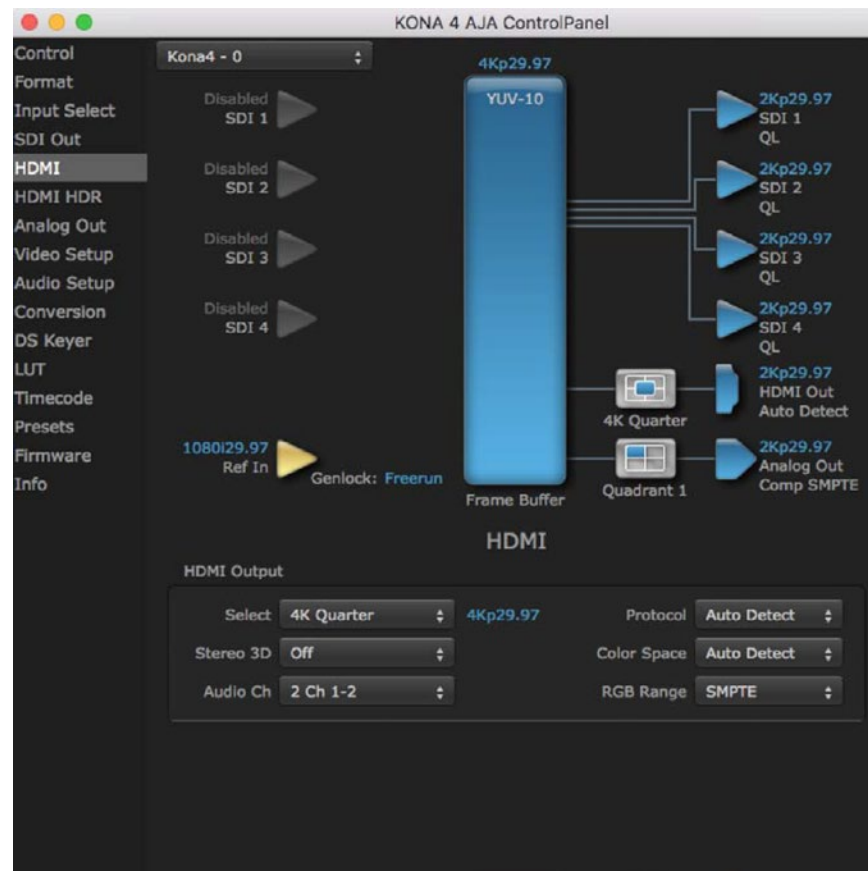 KONA 4 AJA ControlPanel
Control
Format
Input Select
SDI Out
HDMI
HDMI HDR
Analog Out
Video Setup
Audio Setup
Conversion
DS Keyer
LUT
Timecode
Presets
Firmware
Info
Kona4 - 0
Disabled
SDI 1
Disabled
SDI 2
Disabled
SDI 3
Disabled
SDI 4
1080i29.97
Ref In
Genlock: Freerun
4Kp29.97
YUV-10
Frame Buffer
2Kp29.97
SDI 1
QL
2Kp29.97
SDI 2
QL
2Kp29.97
SDI 3
QL
2Kp29.97
SDI 4
QL
4K Quarter
2Kp29.97
HDMI Out
Auto Detect
Quadrant 1
2Kp29.97
Analog Out
Comp SMPTE
HDMI
HDMI Output
Select 4K Quarter 4Kp29.97 Protocol Auto Detect
Stereo 3D Off Color Space Auto Detect
Audio Ch 2 Ch 1-2 RGB Range SMPTE